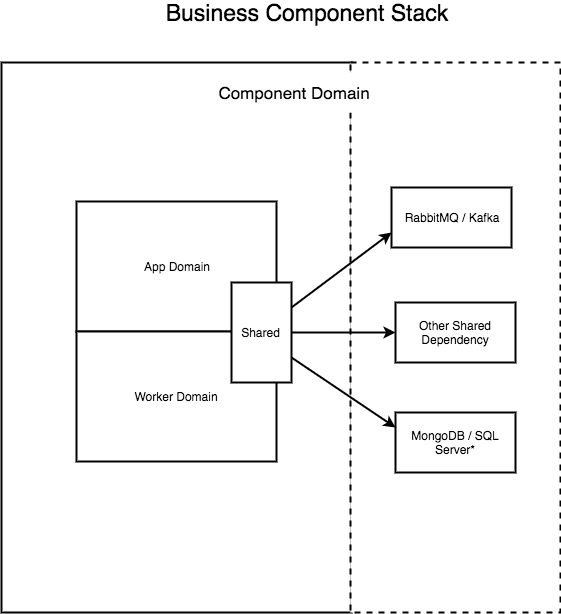 Business Component Stack
Component Domain
RabbitMQ / Kafka
App Domain
Shared
Other Shared
Dependency
Worker Domain
MongoDB / SQL
Server*